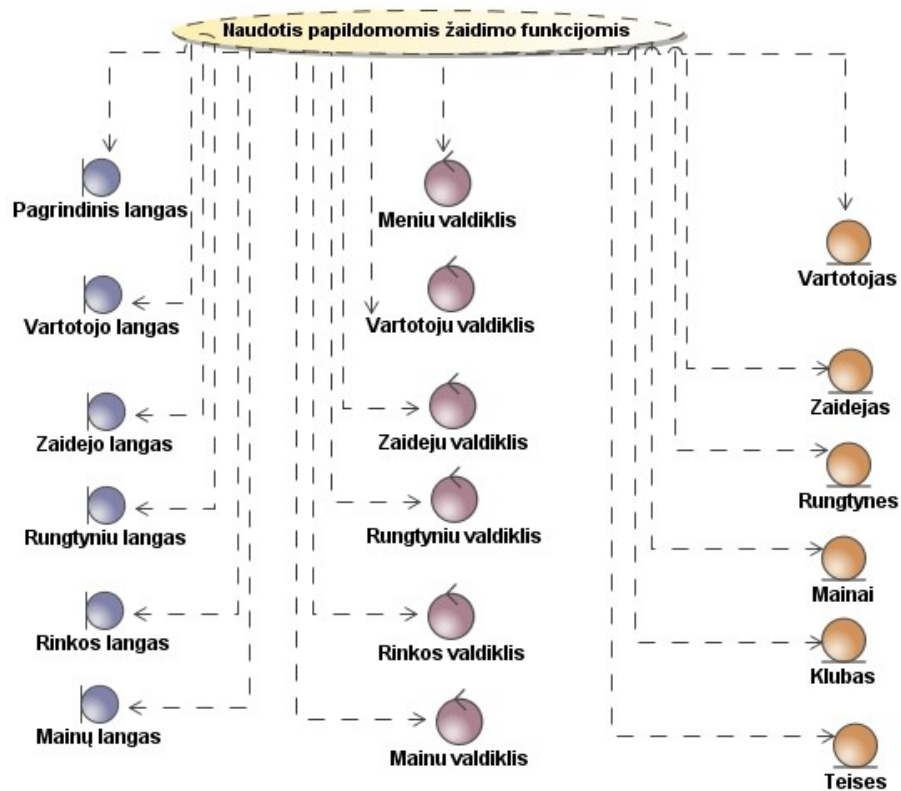 Naudotis papildomomis žaidimo funkcijomis
Pagrindinis langas
Meniu valdiklis
Vartotojas
Vartotojo langas
Vartotoju valdiklis
Zaidejas
Zaidejo langas
Zaideju valdiklis
Rungtynes
Rungtyniu langas
Rungtyniu valdiklis
Mainai
Rinkos langas
Rinkos valdiklis
Klubas
Mainų langas
Mainu valdiklis
Teises